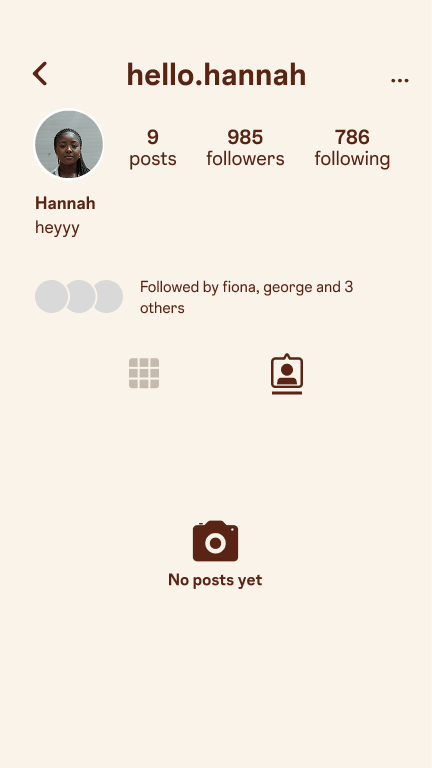 hello.hannah
...
9 985 786
posts followers following
Hannah
heyyy
Followed by fiona, george and 3
others
No posts yet